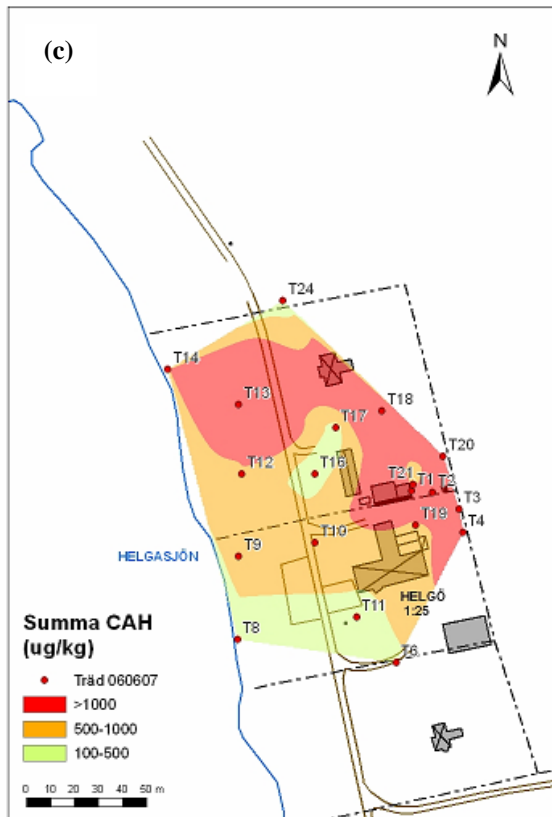 (c)
N
T24
T14
T13
T18
T17
T20
T12
T16
T21
T1
T2
T3
T19
T4
T10
HELGASJÖN
T9
HELGÖ
1:25
T11
T8
T6
Summa CAH
(ug/kg)
Träd 060607
>1000
500-1000
100-500
0 10 20 30 40 50 m